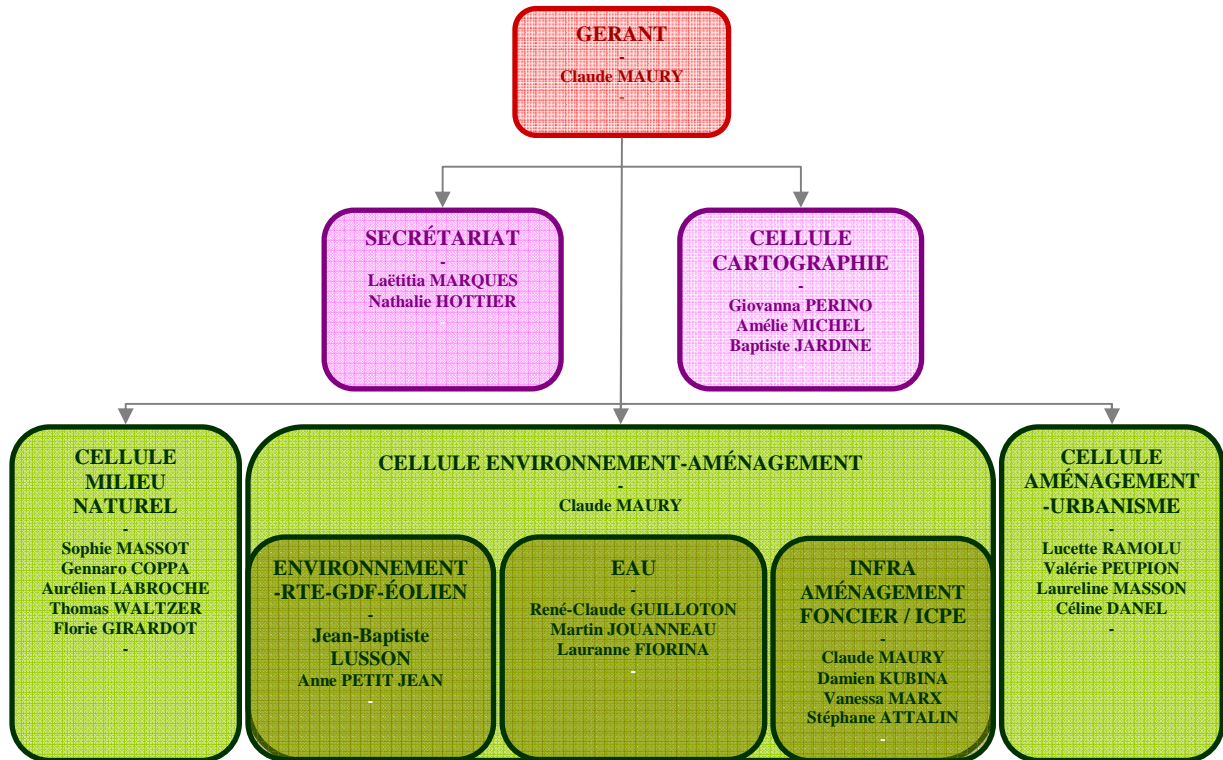 GERANT
-
Claude MAURY
-
SECRÉTARIAT
-
Laëtitia MARQUES
Nathalie HOTTIER
-
CELLULE
CARTOGRAPHIE
-
Giovanna PERINO
Amélie MICHEL
Baptiste JARDINE
-
CELLULE
MILIEU
NATUREL
-
Sophie MASSOT
Gennaro COPPA
Aurélien LABROCHE
Thomas WALTZER
Florie GIRARDOT
-
CELLULE ENVIRONNEMENT-AMÉNAGEMENT
-
Claude MAURY
ENVIRONNEMENT
-RTE-GDF-ÉOLIEN
-
Jean-Baptiste
LUSSON
Anne PETIT JEAN
-
EAU
-
René-Claude GUILLOTON
Martin JOUANNEAU
Lauranne FIORINA
-
INFRA
AMÉNAGEMENT
FONCIER / ICPE
-
Claude MAURY
Damien KUBINA
Vanessa MARX
Stéphane ATTALIN
-
CELLULE
AMÉNAGEMENT
-URBANISME
-
Lucette RAMOLU
Valérie PEUPION
Laureline MASSON
Céline DANEL
-